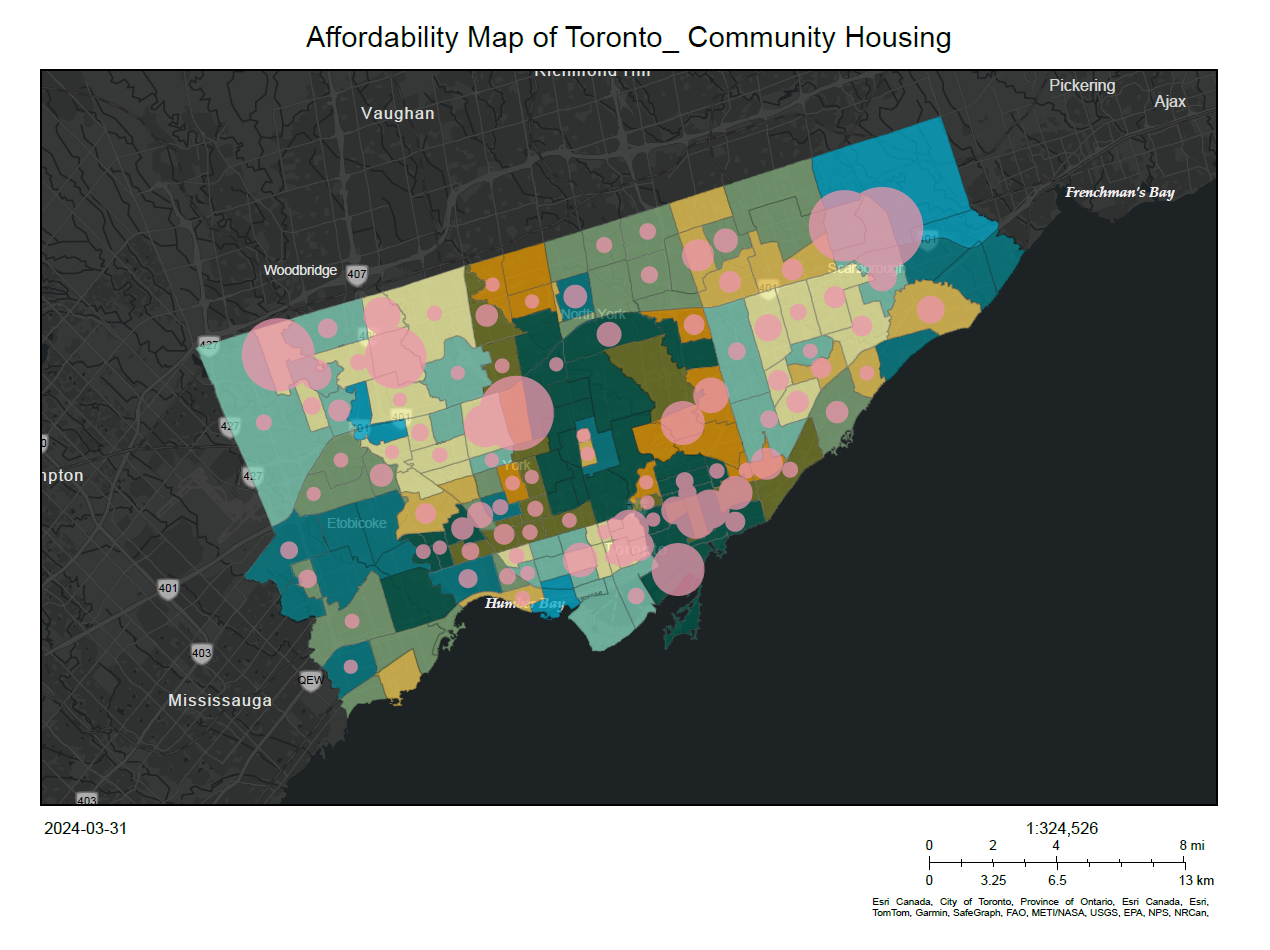 Affordability Map of Toronto_ Community Housing
Richmond Hill
Pickering
Ajax
Vaughan
Frenchman's Bay
401
Woodbridge
407
Scarborough
401
North York
427
427
401
401
York
mpton
427
Etobicoke
Toronto
401
Humber Bay
403
QEW
Mississauga
403
2024-03-31
1:324,526
0 2 4 8 mi
0 3.25 6.5 13 km
Esri Canada, City of Toronto, Province of Ontario, Esri Canada, Esri,
TomTom, Garmin, SafeGraph, FAO, METI/NASA, USGS, EPA, NPS, NRCan,